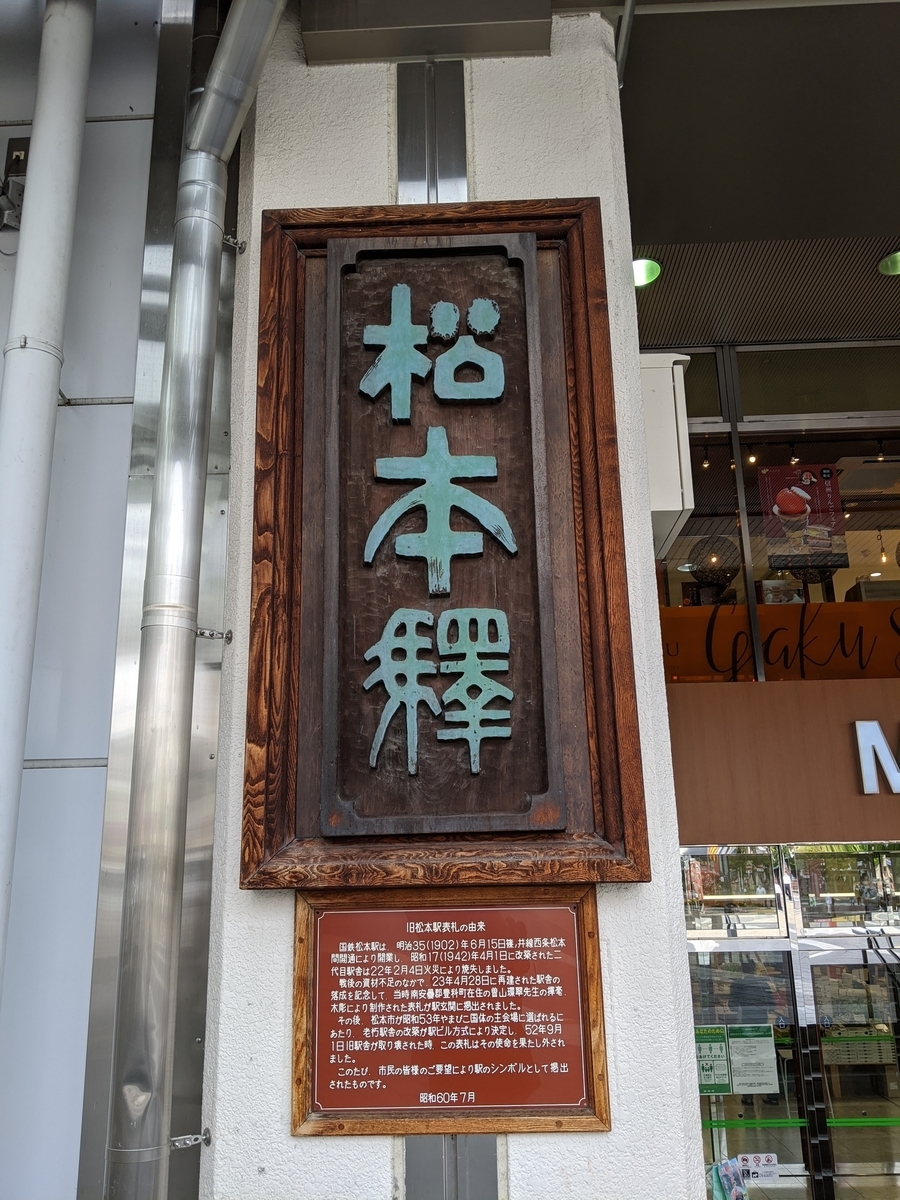 松
本
驛
旧松本駅表札の由来
国鉄松本駅は、明治35(1902)年6月15日篠ノ井線西条松本
間開通により開業し、昭和17(1942)年4月1日に改築された二
代目駅舎は22年2月4日火災により焼失しました。
戦後の資材不足のなかで、23年4月28日に再建された駅舎の
落成を記念して、当時南安曇郡豊科町在住の曽山環翠先生の揮毫、
木彫により制作された表札が駅玄関に掲出されました。
その後、松本市が昭和53年やまびこ国体の主会場に選ばれるに
あたり、老朽駅舎の改築が駅ビル方式により決定し、52年9月
1日旧駅舎が取り壊された時、この表札はその使命を果たし外され
ました。
このたび、市民の皆様のご要望により駅のシンボルとして掲出
されたものです。
昭和60年7月
Gaku
M